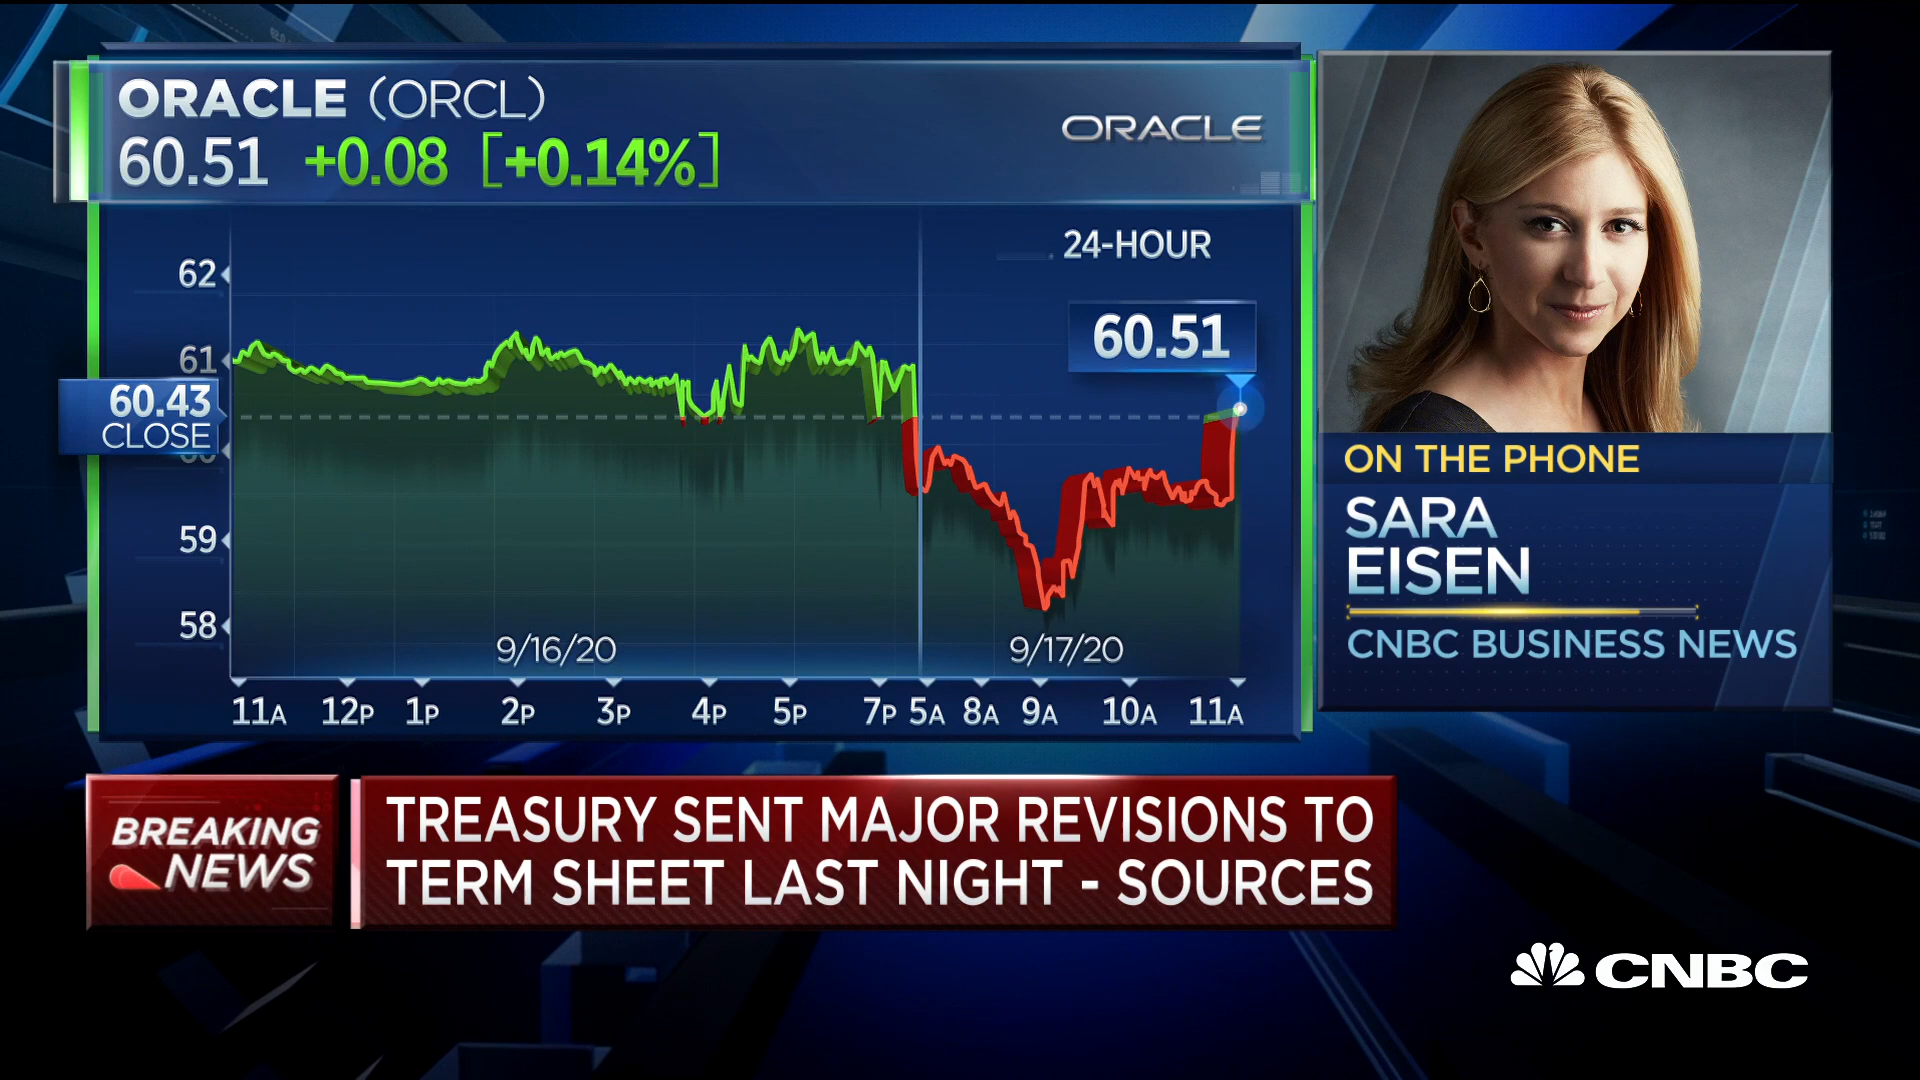 ORACLE (ORCL)
60.51 +0.08 [+0.14%]
ORACLE
24-HOUR
62
61
60.43
CLOSE
60
59
58
60.51
9/16/20
9/17/20
11A 12P 1P 2P 3P 4P 5P 7P 5A 8A 9A 10A 11A
ON THE PHONE
SARA
EISEN
CNBC BUSINESS NEWS
BREAKING
NEWS
TREASURY SENT MAJOR REVISIONS TO
TERM SHEET LAST NIGHT - SOURCES
CNBC